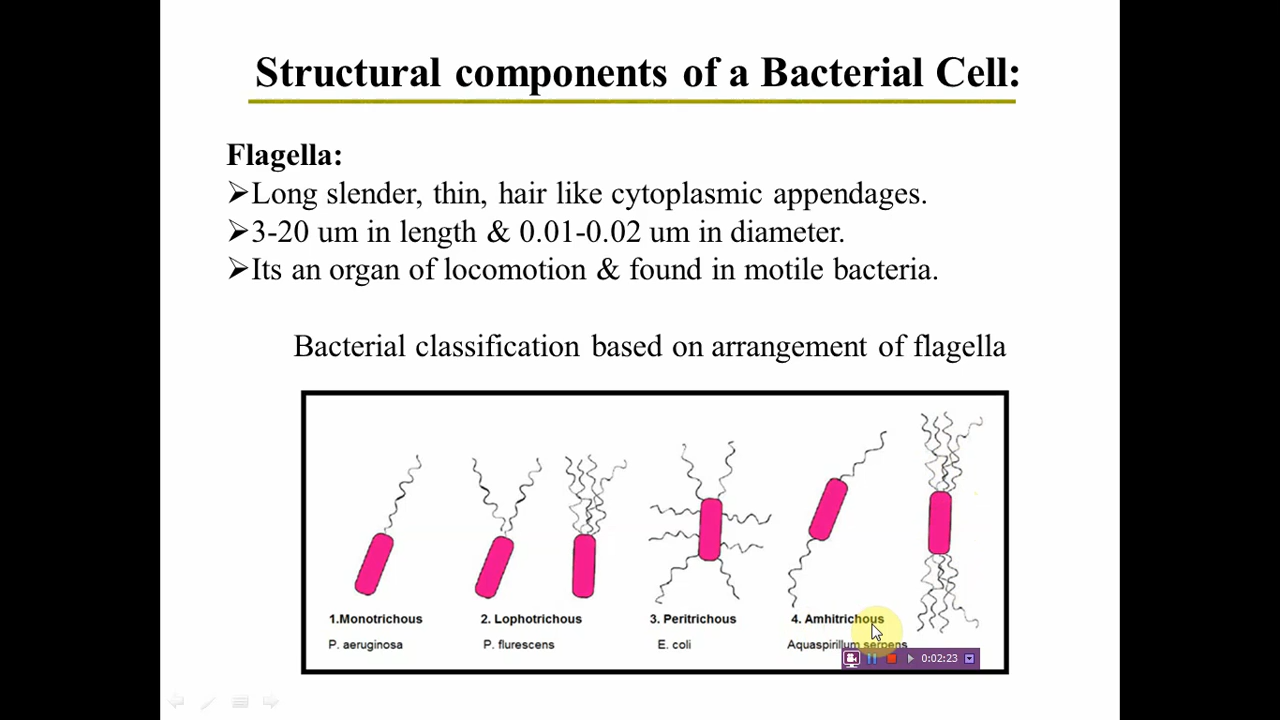 Structural components of a Bacterial Cell:
Flagella:
➢Long slender, thin, hair like cytoplasmic appendages.
➢3-20 um in length & 0.01-0.02 um in diameter.
➢Its an organ of locomotion & found in motile bacteria.
Bacterial classification based on arrangement of flagella
1.Monotrichous 2. Lophotrichous 3. Peritrichous 4. Amhitrichous
P. aeruginosa P. flurescens E. coli Aquaspirillum serpens
0:02:23